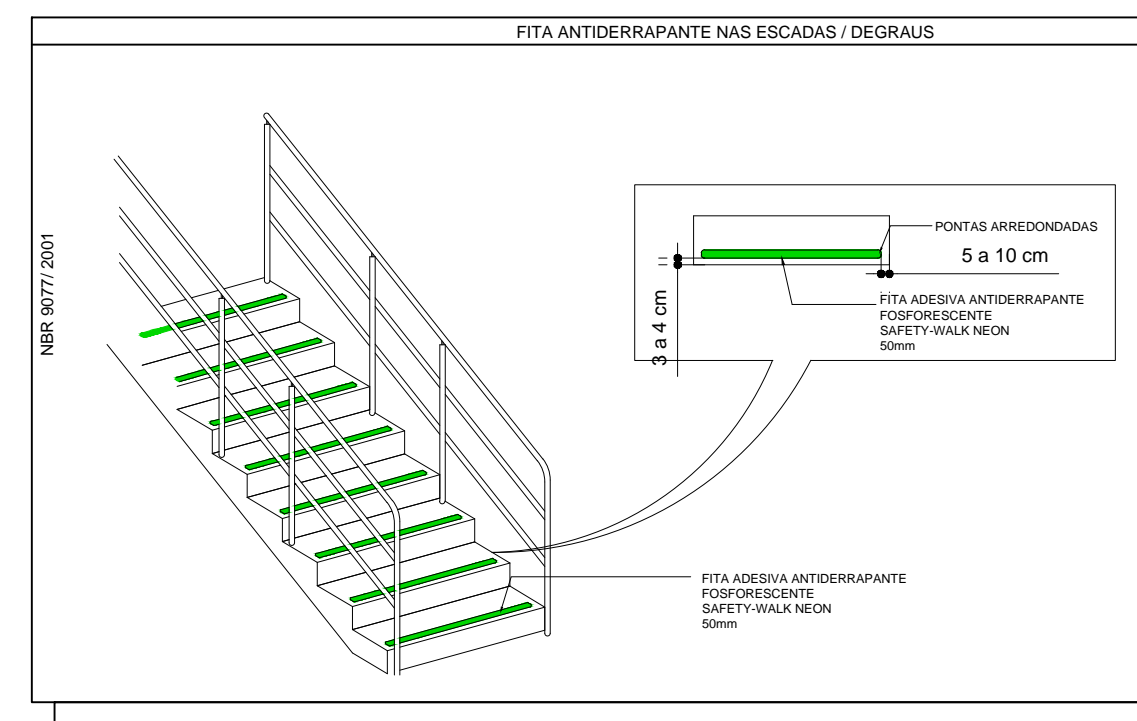 FITA ANTIDERRAPANTE NAS ESCADAS / DEGRAUS
NBR 9077/ 2001
PONTAS ARREDONDADAS
5 a 10 cm
3 a 4 cm
FITA ADESIVA ANTIDERRAPANTE
FOSFORESCENTE
SAFETY-WALK NEON
50mm
FITA ADESIVA ANTIDERRAPANTE
FOSFORESCENTE
SAFETY-WALK NEON
50mm